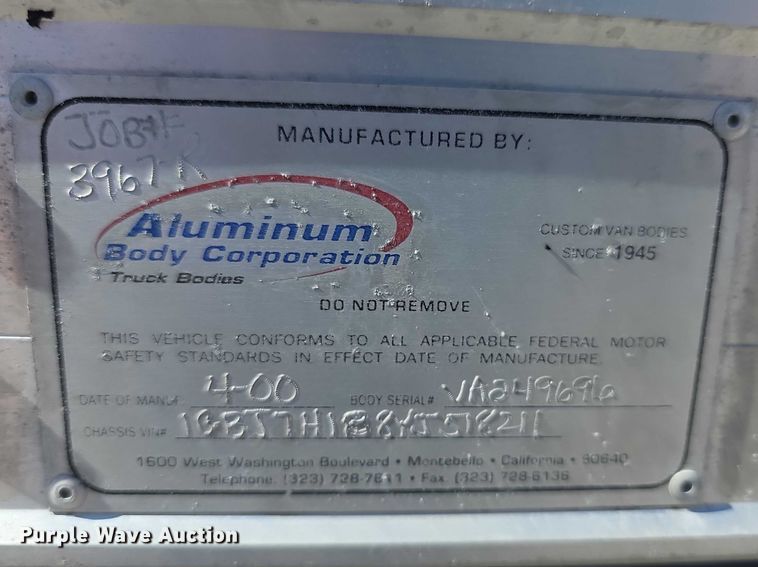 JOB#
3967-R
MANUFACTURED BY:
Aluminum
Body Corporation
Truck Bodies
CUSTOM VAN BODIES
SINCE 1945
DO NOT REMOVE
THIS VEHICLE CONFORMS TO ALL APPLICABLE FEDERAL MOTOR
SAFETY STANDARDS IN EFFECT DATE OF MANUFACTURE.
DATE OF MANUF. 4-00 BODY SERIAL#
CHASSIS VIN#
1600 West Washington Boulevard • Montebello • California • 90640
Telephone (323) 728-7811 • Fax (323) 728-6136
Purple Wave Auction